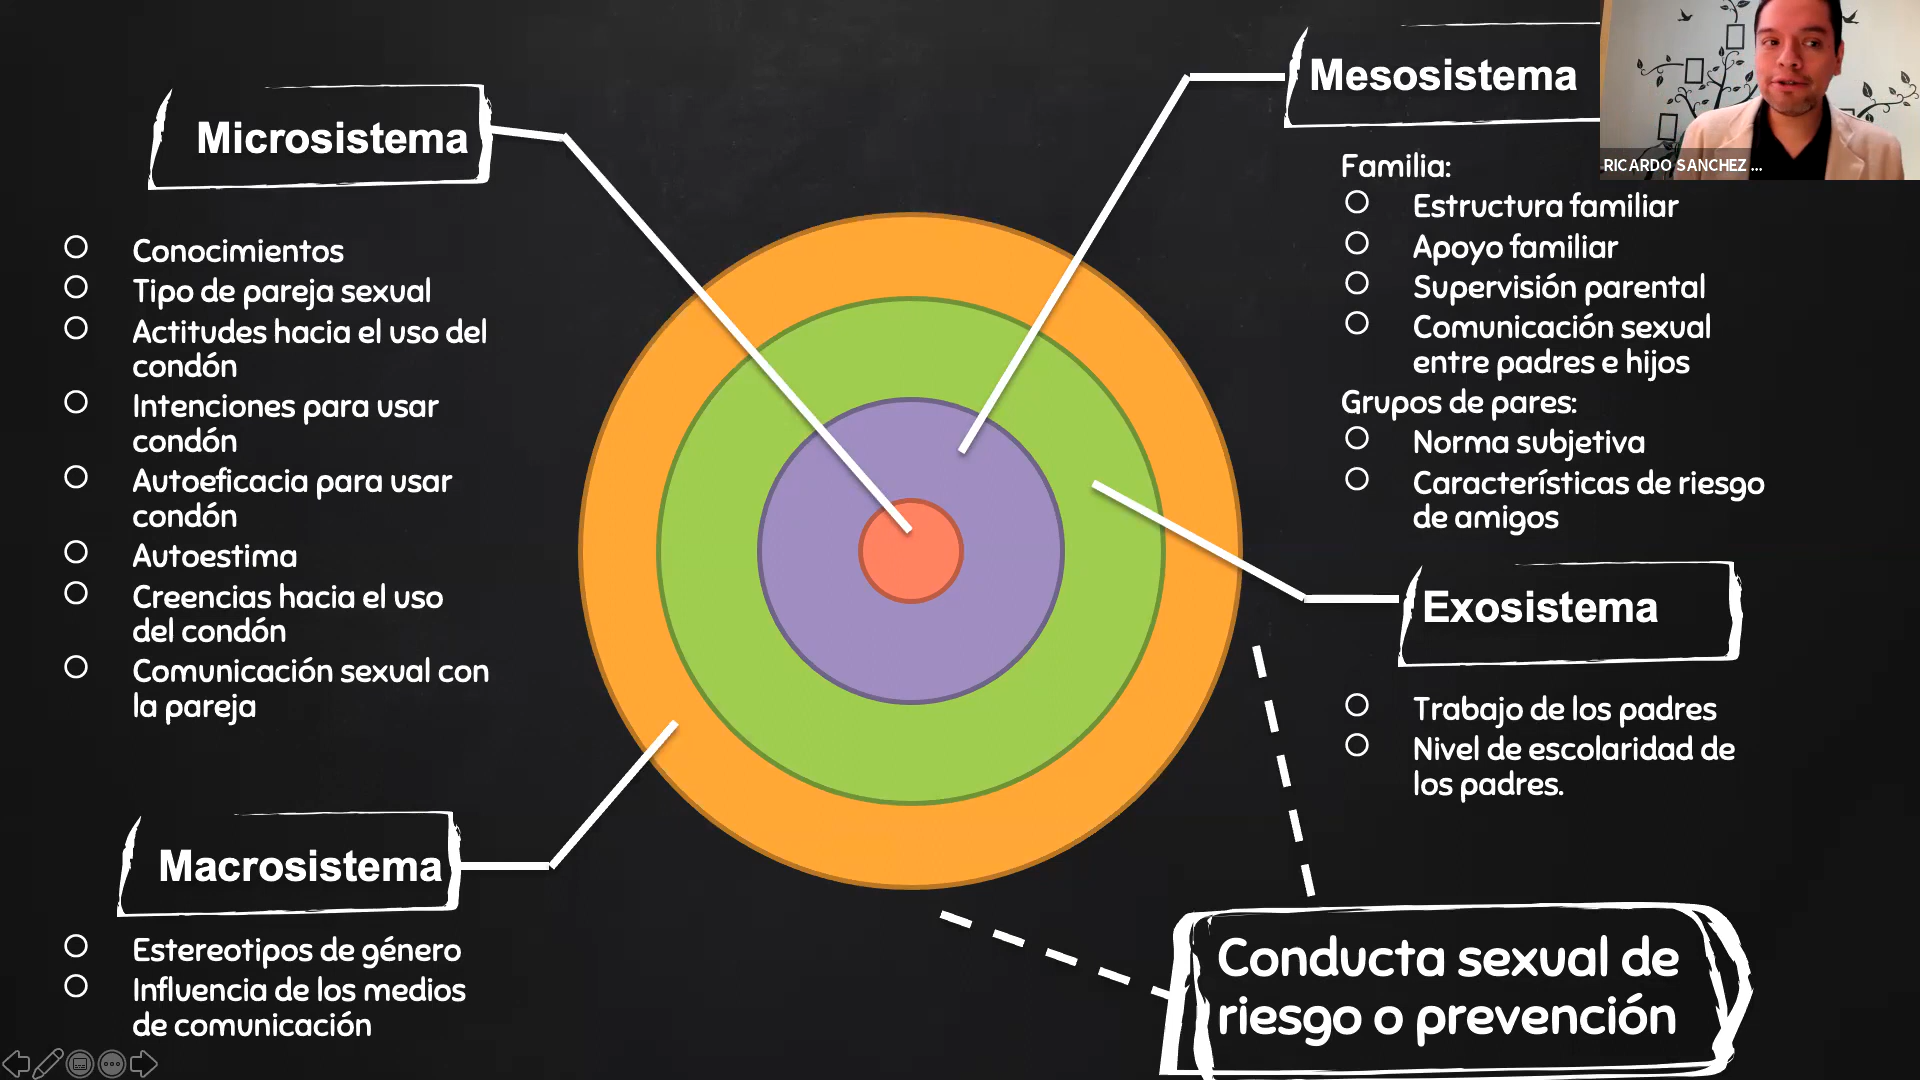 Microsistema
Conocimientos
Tipo de pareja sexual
Actitudes hacia el uso del
condón
Intenciones para usar
condón
Autoeficacia para usar
condón
Autoestima
Creencias hacia el uso
del condón
Comunicación sexual con
la pareja
Macrosistema
Estereotipos de género
Influencia de los medios
de comunicación
Mesosistema
RICARDO SANCHEZ ...
Familia:
Estructura familiar
Apoyo familiar
Supervisión parental
Comunicación sexual
entre padres e hijos
Grupos de pares:
Norma subjetiva
Características de riesgo
de amigos
Exosistema
Trabajo de los padres
Nivel de escolaridad de
los padres.
Conducta sexual de
riesgo o prevención